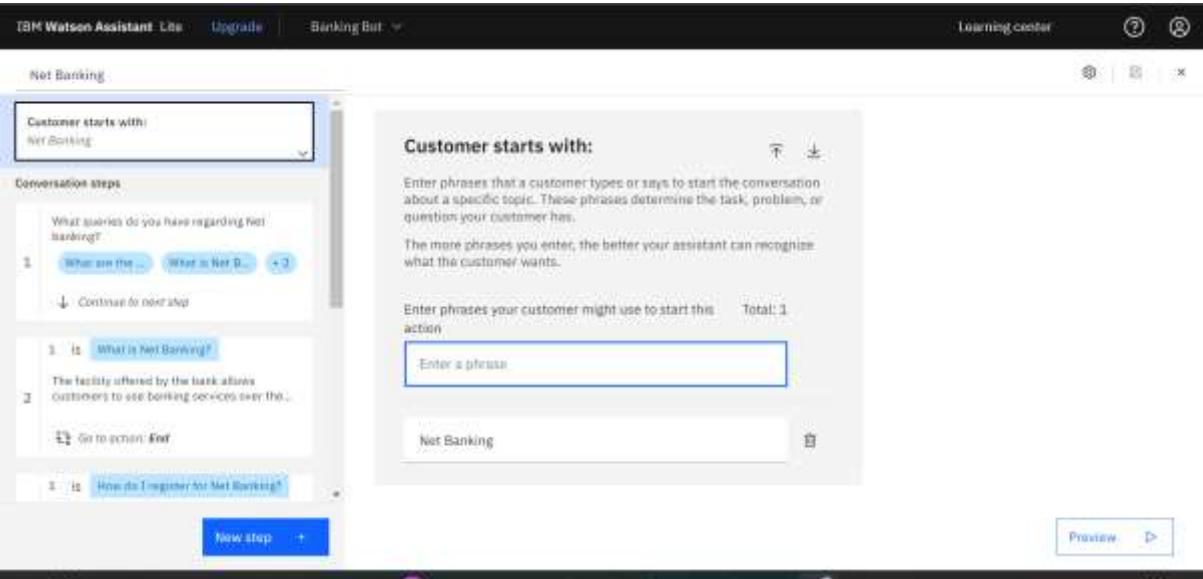 IBM Watson Assistant Lite Upgrade Banking Bot Learning center
Net Banking
Customer starts with:
Net Banking
Conversation steps
1
What queries do you have regarding Net
banking?
What are the ... What is Net B... + 2
Continue to next step
2
1 is What is Net Banking?
The facility offered by the bank allows
customers to use banking services over the...
Go to action: End
1 is How do I register for Net Banking?
New step +
Customer starts with:
Enter phrases that a customer types or says to start the conversation
about a specific topic. These phrases determine the task, problem, or
question your customer has.
The more phrases you enter, the better your assistant can recognize
what the customer wants.
Enter phrases your customer might use to start this
action
Total: 1
Enter a phrase
Net Banking
Preview